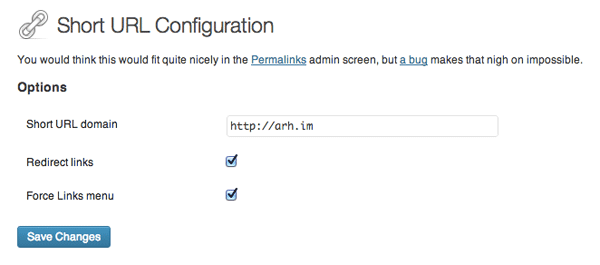 Short URL Configuration
You would think this would fit quite nicely in the Permalinks admin screen, but a bug makes that nigh on impossible.
Options
Short URL domain
http://arh.im
Redirect links
Force Links menu
Save Changes